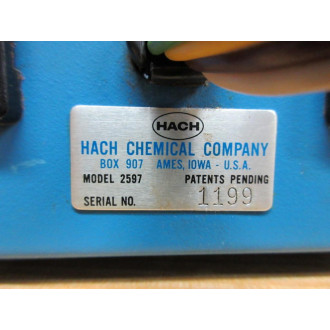 HACH
HACH CHEMICAL COMPANY
BOX 907 AMES, IOWA - U.S.A.
MODEL 2597 PATENTS PENDING
SERIAL NO. 1199